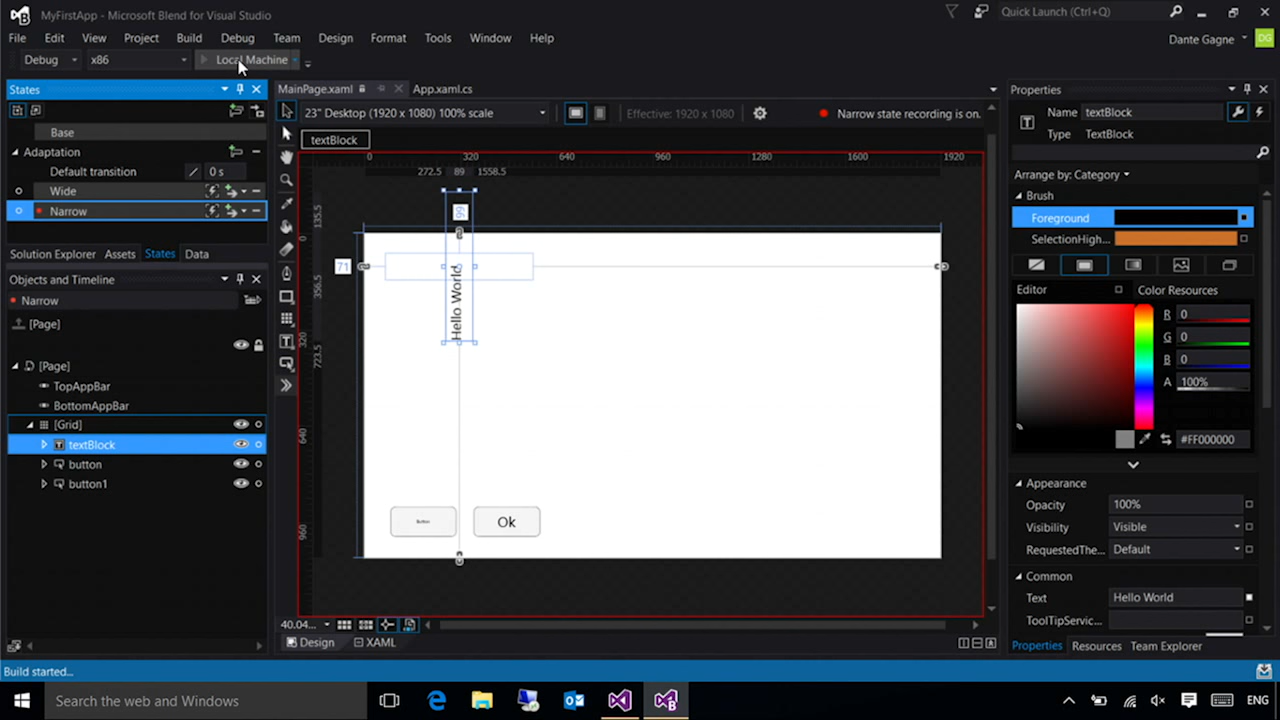 MyFirstApp - Microsoft Blend for Visual Studio
Quick Launch (Ctrl+Q)
File Edit View Project Build Debug Team Design Format Tools Window Help
Dante Gagne DG
Debug x86 Local Machine
States
MainPage.xaml App.xaml.cs
Properties
23" Desktop (1920 x 1080) 100% scale
Effective: 1920 x 1080
Narrow state recording is on.
Name textBlock
Type TextBlock
Base
Adaptation
Default transition 0 s
Wide
Narrow
textBlock
0 320 640 960 1280 1600 1920
272.5 89 1558.5
Arrange by: Category
Brush
Foreground
SelectionHigh...
Solution Explorer Assets States Data
Objects and Timeline
Narrow
[Page]
[Page]
TopAppBar
BottomAppBar
[Grid]
textBlock
button
button1
135.5
0
356.5
320
723.5
640
960
99
71
Hello World
Button
Ok
Editor
Color Resources
R 0
G 0
B 0
A 100%
#FF000000
Appearance
Opacity 100%
Visibility Visible
RequestedThe... Default
Common
Text Hello World
ToolTipServic...
40.04...
Design XAML
Properties Resources Team Explorer
Build started...
Search the web and Windows